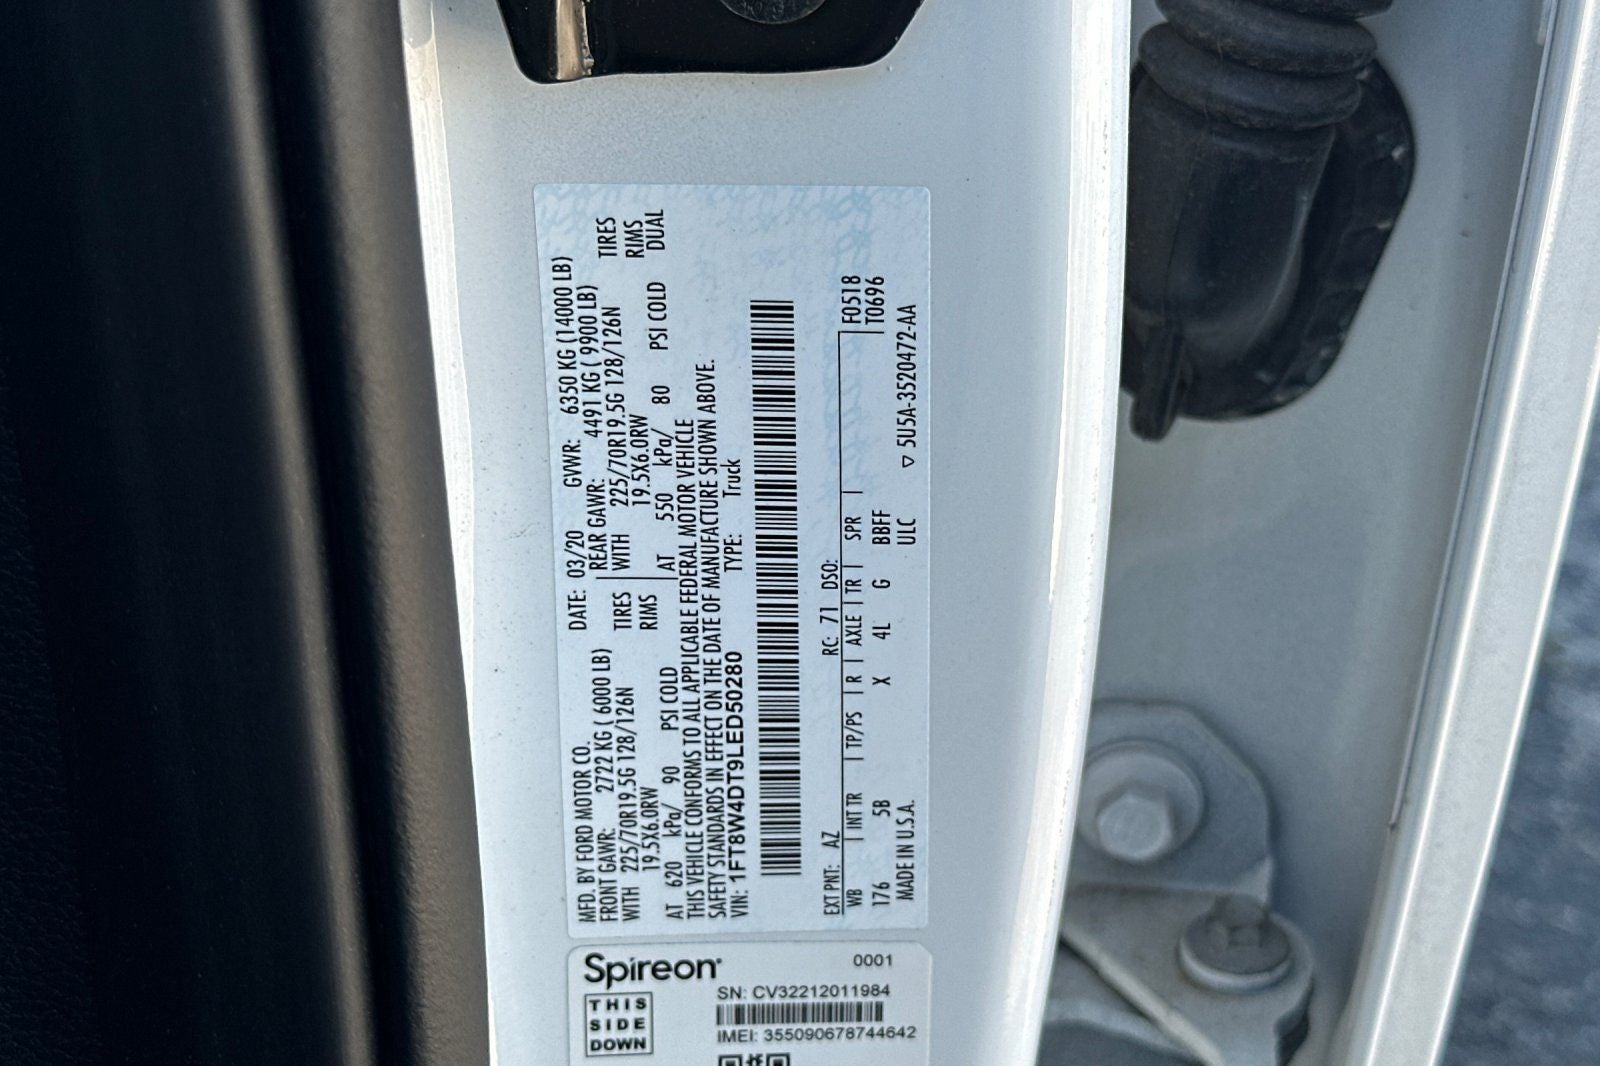 MFD. BY FORD MOTOR CO.
DATE: 03/20 GVWR: 6350 KG (14000 LB)
FRONT GAWR: 2722 KG ( 6000 LB)
REAR GAWR: 4491 KG ( 9900 LB)
WITH 225/70R19.5G 128/126N TIRES
WITH 225/70R19.5G 128/126N TIRES
19.5X6.0RW RIMS
19.5X6.0RW RIMS
AT 620 kPa/ 90 PSI COLD
AT 550 kPa/ 80 PSI COLD DUAL
THIS VEHICLE CONFORMS TO ALL APPLICABLE FEDERAL MOTOR VEHICLE
SAFETY STANDARDS IN EFFECT ON THE DATE OF MANUFACTURE SHOWN ABOVE.
VIN: 1FT8W4DT9LED50280 TYPE: Truck
EXT PNT: AZ RC: 71 DSO: F0518
WB INT TR TP/PS R AXLE TR SPR T0696
176 5B X 4L G BBFF
MADE IN U.S.A. ULC ▽ 5U5A-3520472-AA
Spireon 0001
THIS SIDE DOWN
SN: CV32212011984
IMEI: 355090678744642